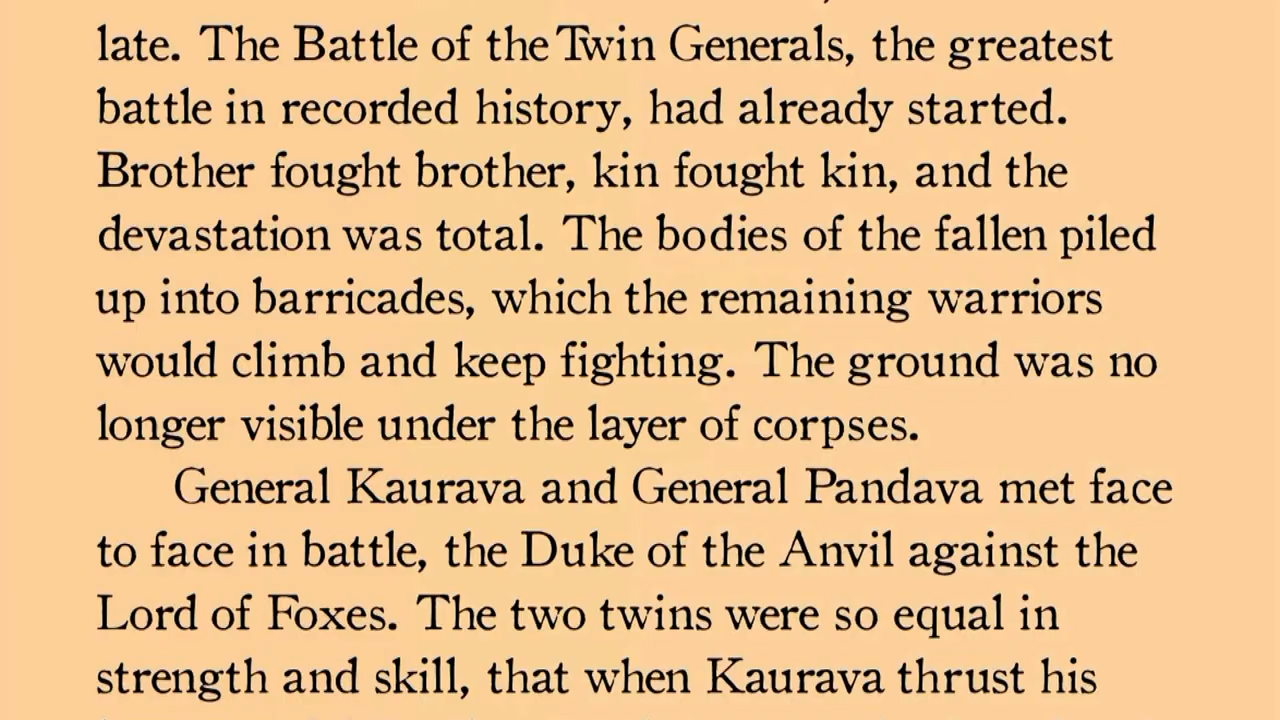 late. The Battle of the Twin Generals, the greatest
battle in recorded history, had already started.
Brother fought brother, kin fought kin, and the
devastation was total. The bodies of the fallen piled
up into barricades, which the remaining warriors
would climb and keep fighting. The ground was no
longer visible under the layer of corpses.
General Kaurava and General Pandava met face
to face in battle, the Duke of the Anvil against the
Lord of Foxes. The two twins were so equal in
strength and skill, that when Kaurava thrust his